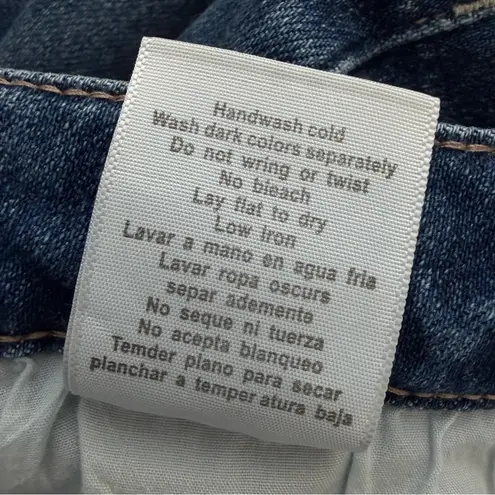 Handwash cold
Wash dark colors separately
Do not wring or twist
No bleach
Lay flat to dry
Low iron
Lavar a mano en agua fria
Lavar ropa oscurs
separ ademente
No seque ni tuerza
No acepta blanqueo
Temder plano para secar
planchar a temper atura baja